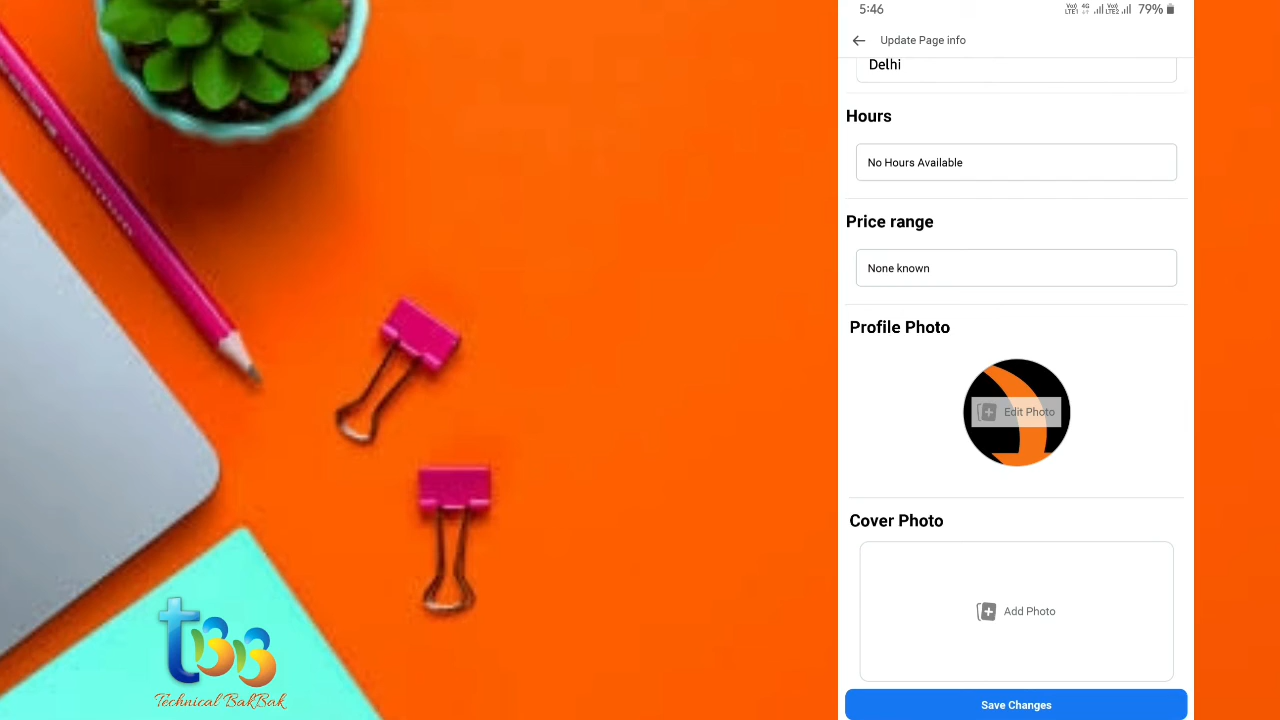 5:46
79%
Update Page info
Delhi
Hours
No Hours Available
Price range
None known
Profile Photo
Edit Photo
Cover Photo
Add Photo
Save Changes
tBB
Technical BakBak